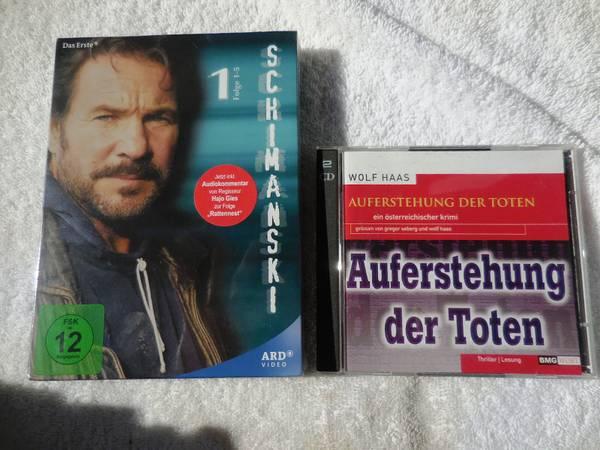 Das Erste
1
Folge 1-5
SCHIMANSKI
Jetzt inkl.
Audiokommentar
von Regisseur
Hajo Gies
zur Folge
„Rattennest“
FSK
12
ARD
VIDEO
2
CD
WOLF HAAS
AUFERSTEHUNG DER TOTEN
ein österreichischer krimi
gelesen von gregor seberg und wolf haas
Auferstehung
der Toten
Thriller | Lesung
BMG